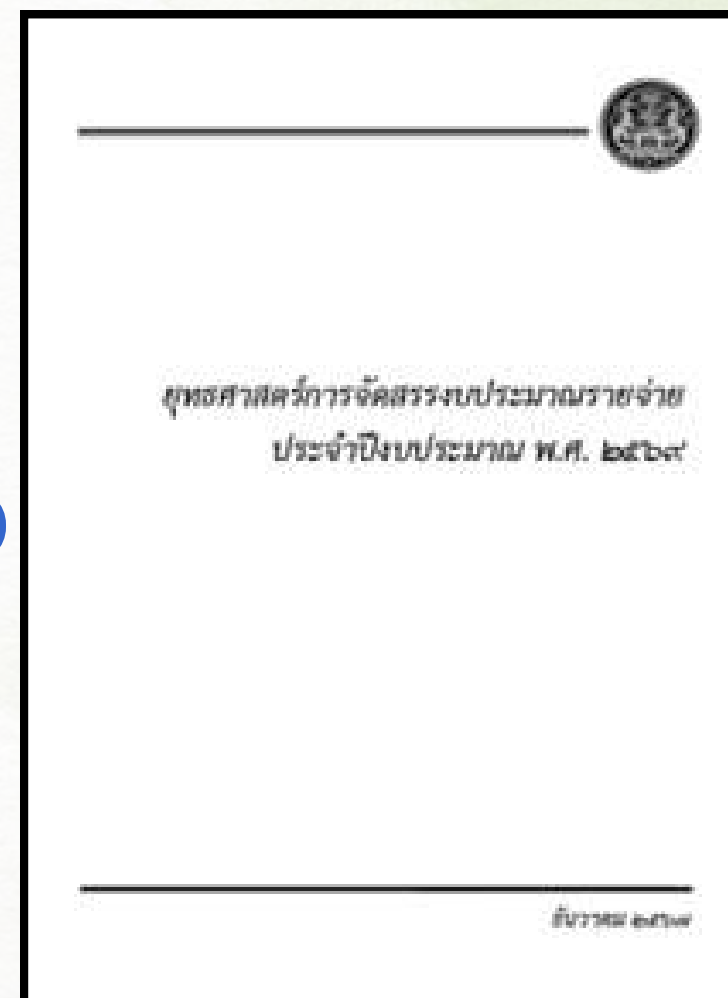 ยุทธศาสตร์การจัดสรรงบประมาณรายจ่าย
ประจำปีงบประมาณ พ.ศ. ๒๕๖๙
ธันวาคม